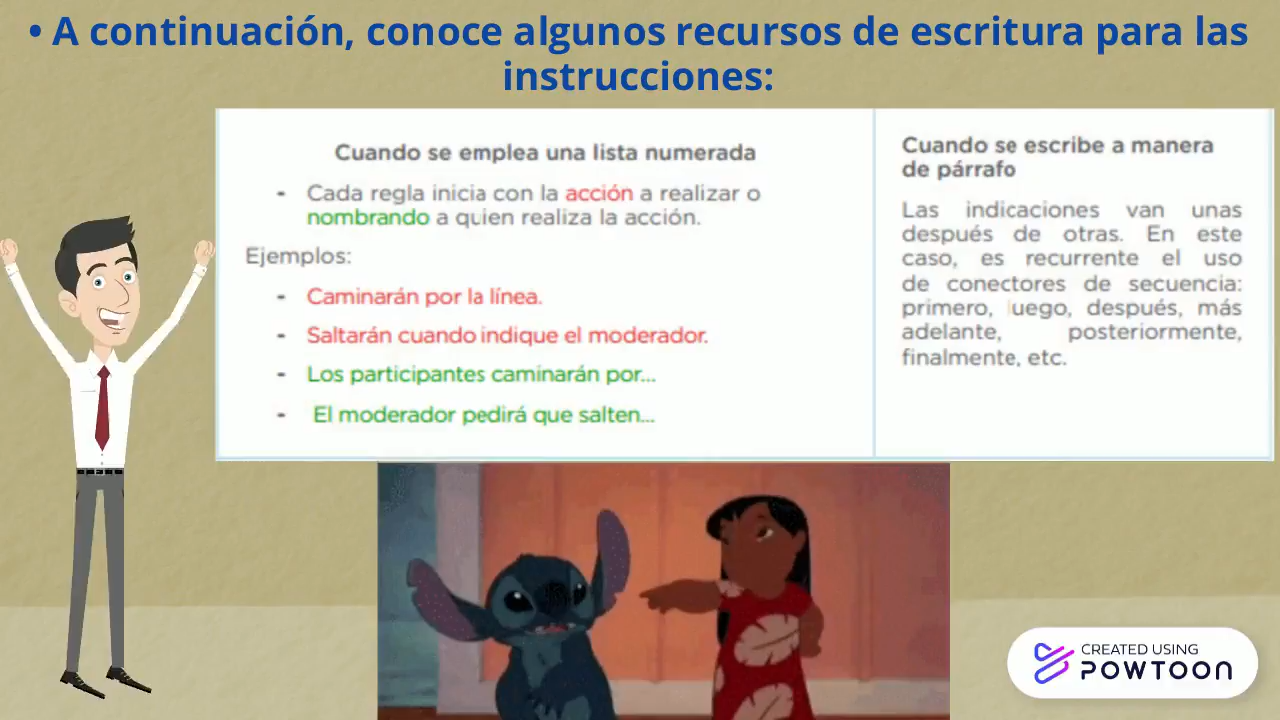 • A continuación, conoce algunos recursos de escritura para las
instrucciones:
Cuando se emplea una lista numerada
- Cada regla inicia con la acción a realizar o
nombrando a quien realiza la acción.
Ejemplos:
- Caminarán por la línea.
- Saltarán cuando indique el moderador.
- Los participantes caminarán por...
- El moderador pedirá que salten...
Cuando se escribe a manera
de párrafo
Las indicaciones van unas
después de otras. En este
caso, es recurrente el uso
de conectores de secuencia:
primero, luego, después, más
adelante, posteriormente,
finalmente, etc.
CREATED USING
POWTOON